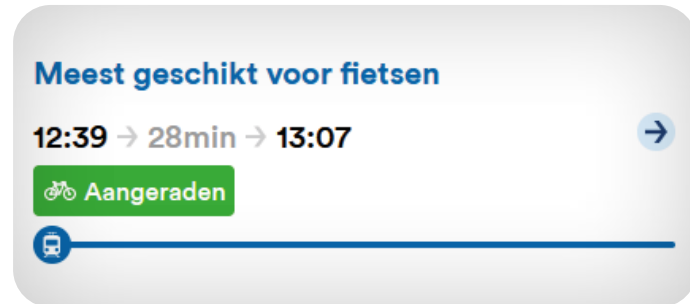 Meest geschikt voor fietsen
12:39 → 28min → 13:07
Aangeraden